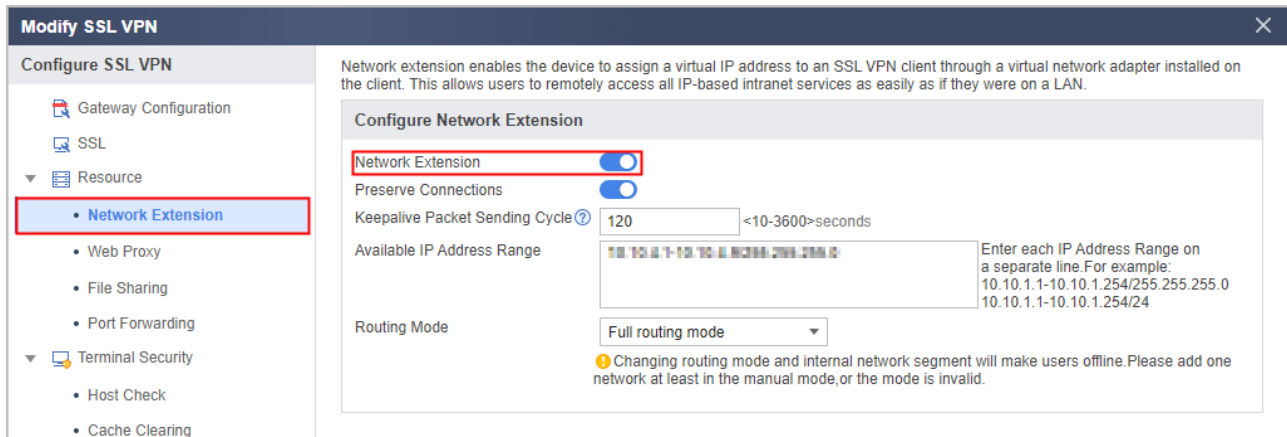 Modify SSL VPN
Configure SSL VPN
Gateway Configuration
SSL
Resource
Network Extension
Web Proxy
File Sharing
Port Forwarding
Terminal Security
Host Check
Cache Clearing
Network extension enables the device to assign a virtual IP address to an SSL VPN client through a virtual network adapter installed on
the client. This allows users to remotely access all IP-based intranet services as easily as if they were on a LAN.
Configure Network Extension
Network Extension
Preserve Connections
Keepalive Packet Sending Cycle 120 <10-3600>seconds
Available IP Address Range
Enter each IP Address Range on
a separate line.For example:
10.10.1.1-10.10.1.254/255.255.255.0
10.10.1.1-10.10.1.254/24
Routing Mode Full routing mode
Changing routing mode and internal network segment will make users offline.Please add one
network at least in the manual mode,or the mode is invalid.